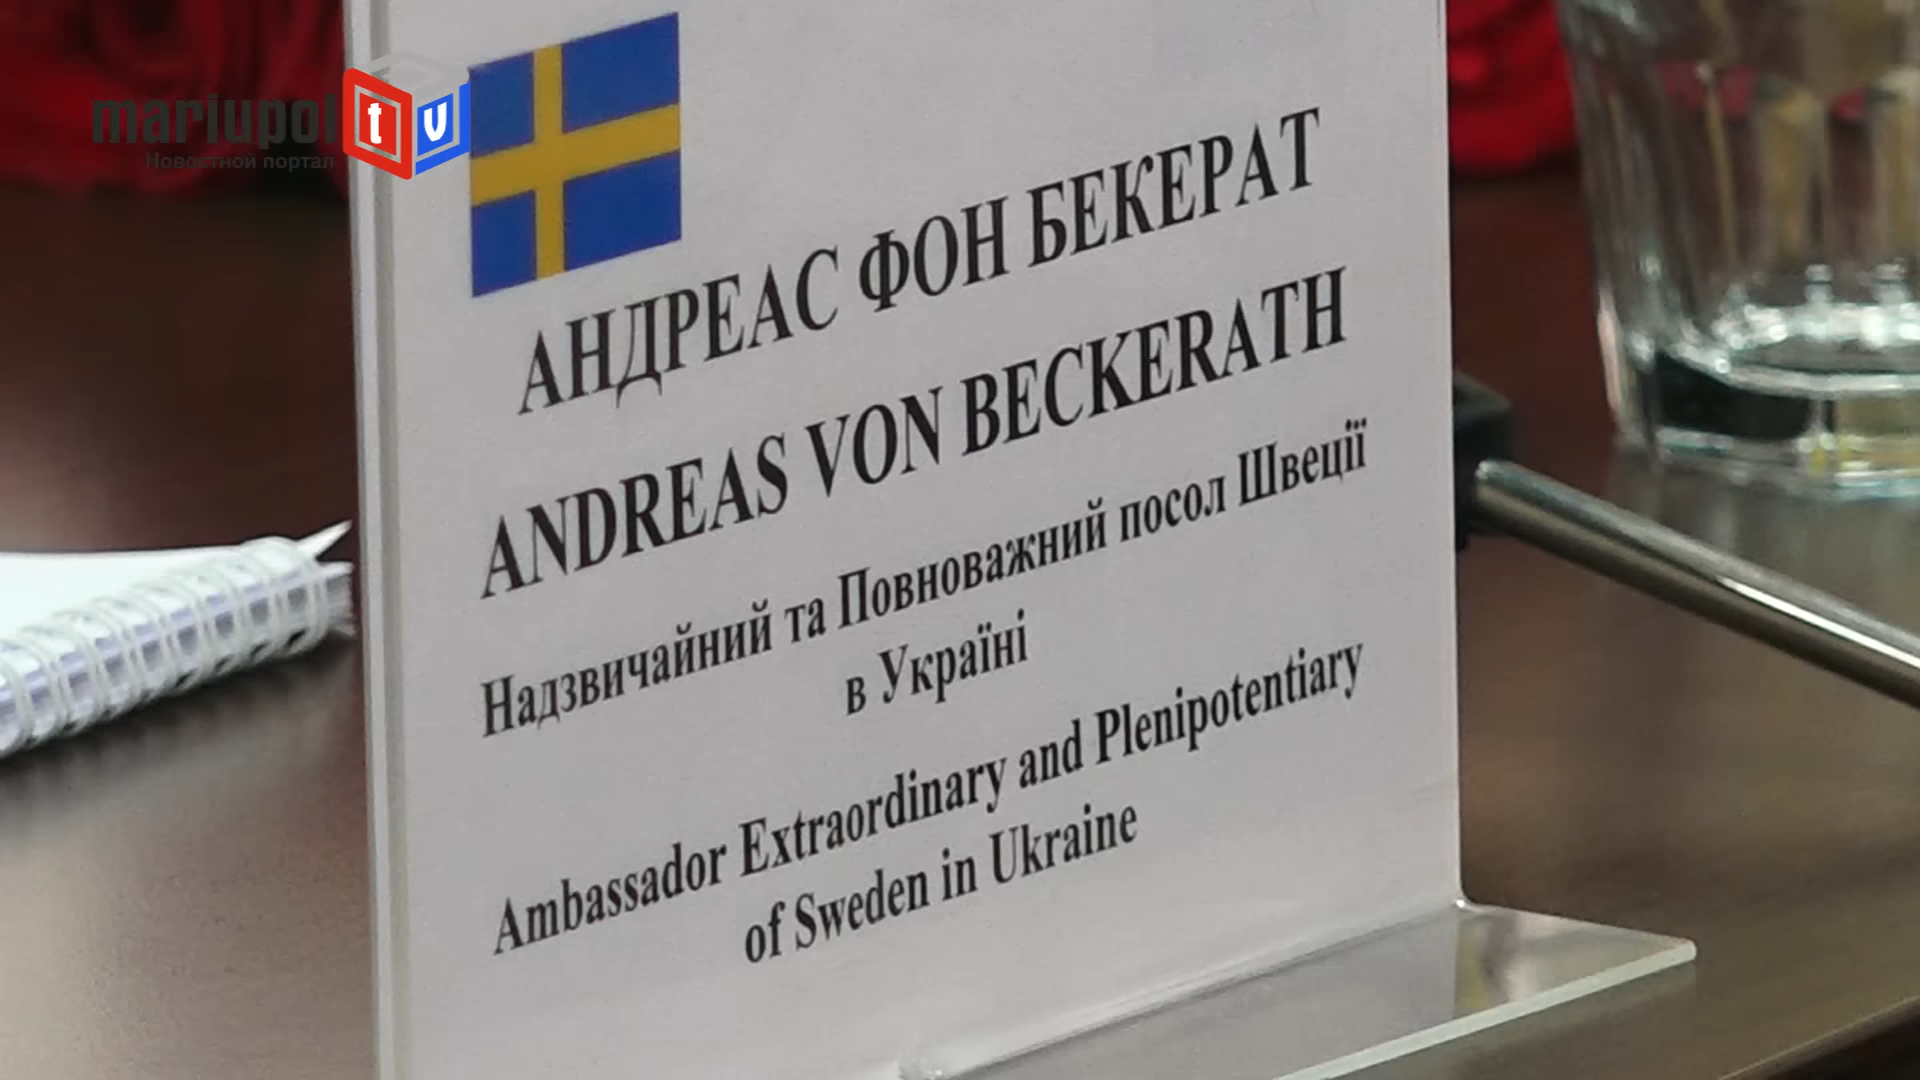 mariupol tv
Новостной портал
АНДРЕАС ФОН БЕКЕРАТ
ANDREAS VON BECKERATH
Надзвичайний та Повноважний посол Швеції
в Україні
Ambassador Extraordinary and Plenipotentiary
of Sweden in Ukraine